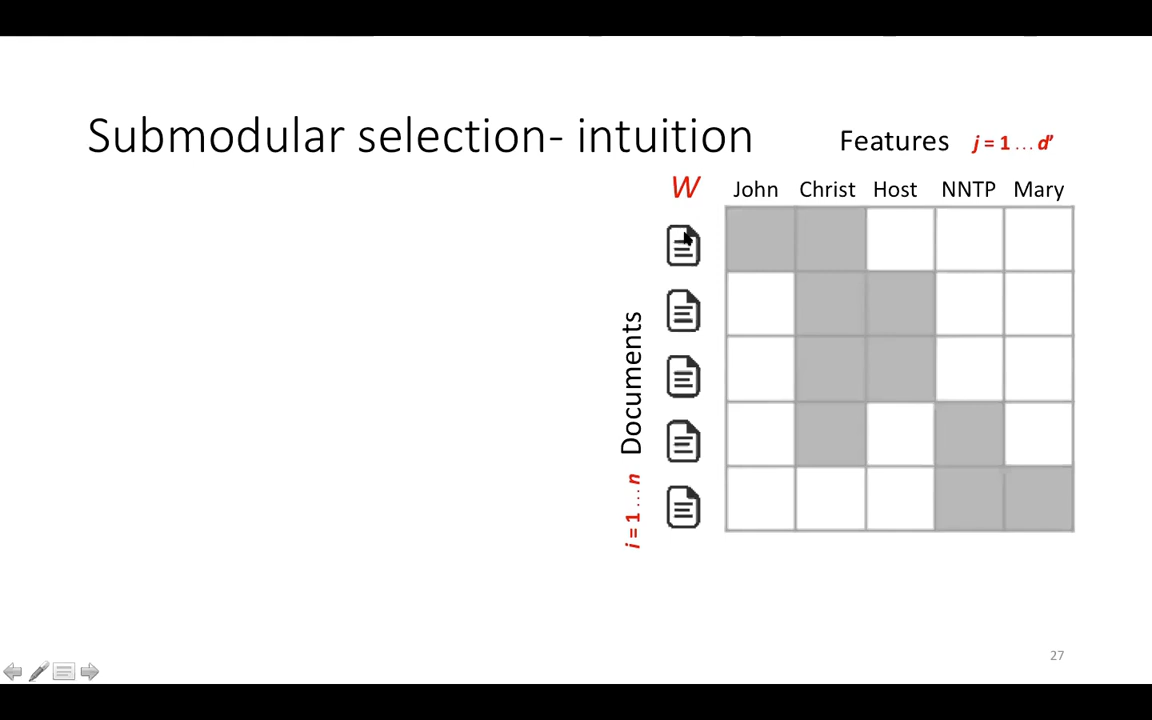 Submodular selection- intuition
Features j = 1 ... d'
W John Christ Host NNTP Mary
Documents
i = 1 ... n
27